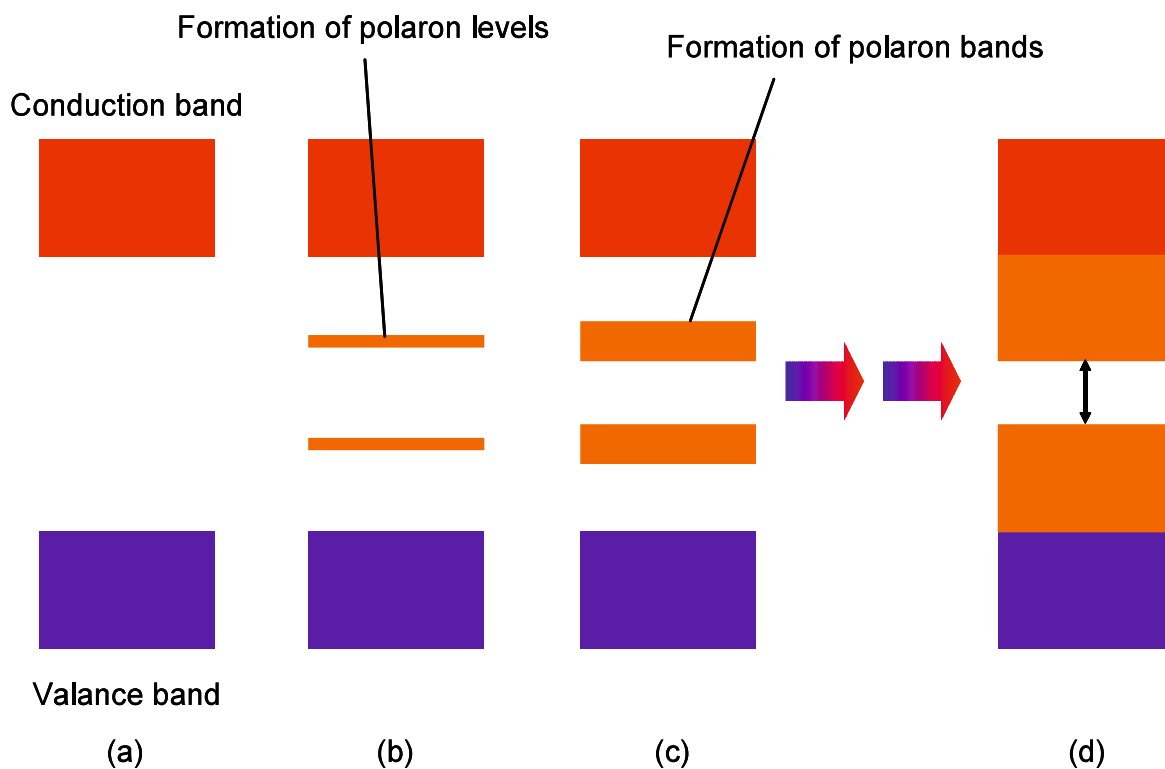 Formation of polaron levels
Formation of polaron bands
Conduction band
Valance band
(a)
(b)
(c)
(d)